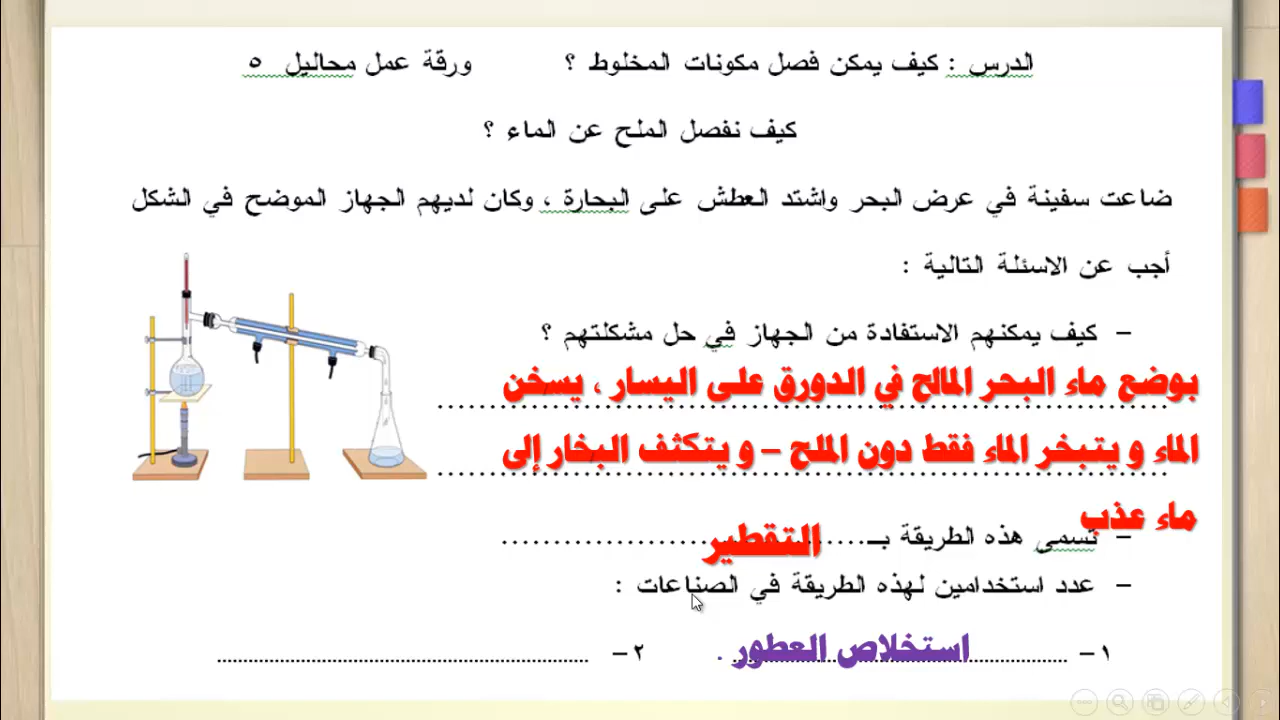 الدرس : كيف يمكن فصل مكونات المخلوط ؟ ورقة عمل محاليل ٥
كيف نفصل الملح عن الماء ؟
ضاعت سفينة في عرض البحر واشتد العطش على البحارة ، وكان لديهم الجهاز الموضح في الشكل
أجب عن الاسئلة التالية :
– كيف يمكنهم الاستفادة من الجهاز في حل مشكلتهم ؟
بوضع ماء البحر المالح في الدورق على اليسار ، يسخن
الماء و يتبخر الماء فقط دون الملح – و يتكثف البخار إلى
ماء عذب
– تسمى هذه الطريقة بـ التقطير
– عدد استخدامين لهذه الطريقة في الصناعات :
١ – استخلاص العطور . ٢ –